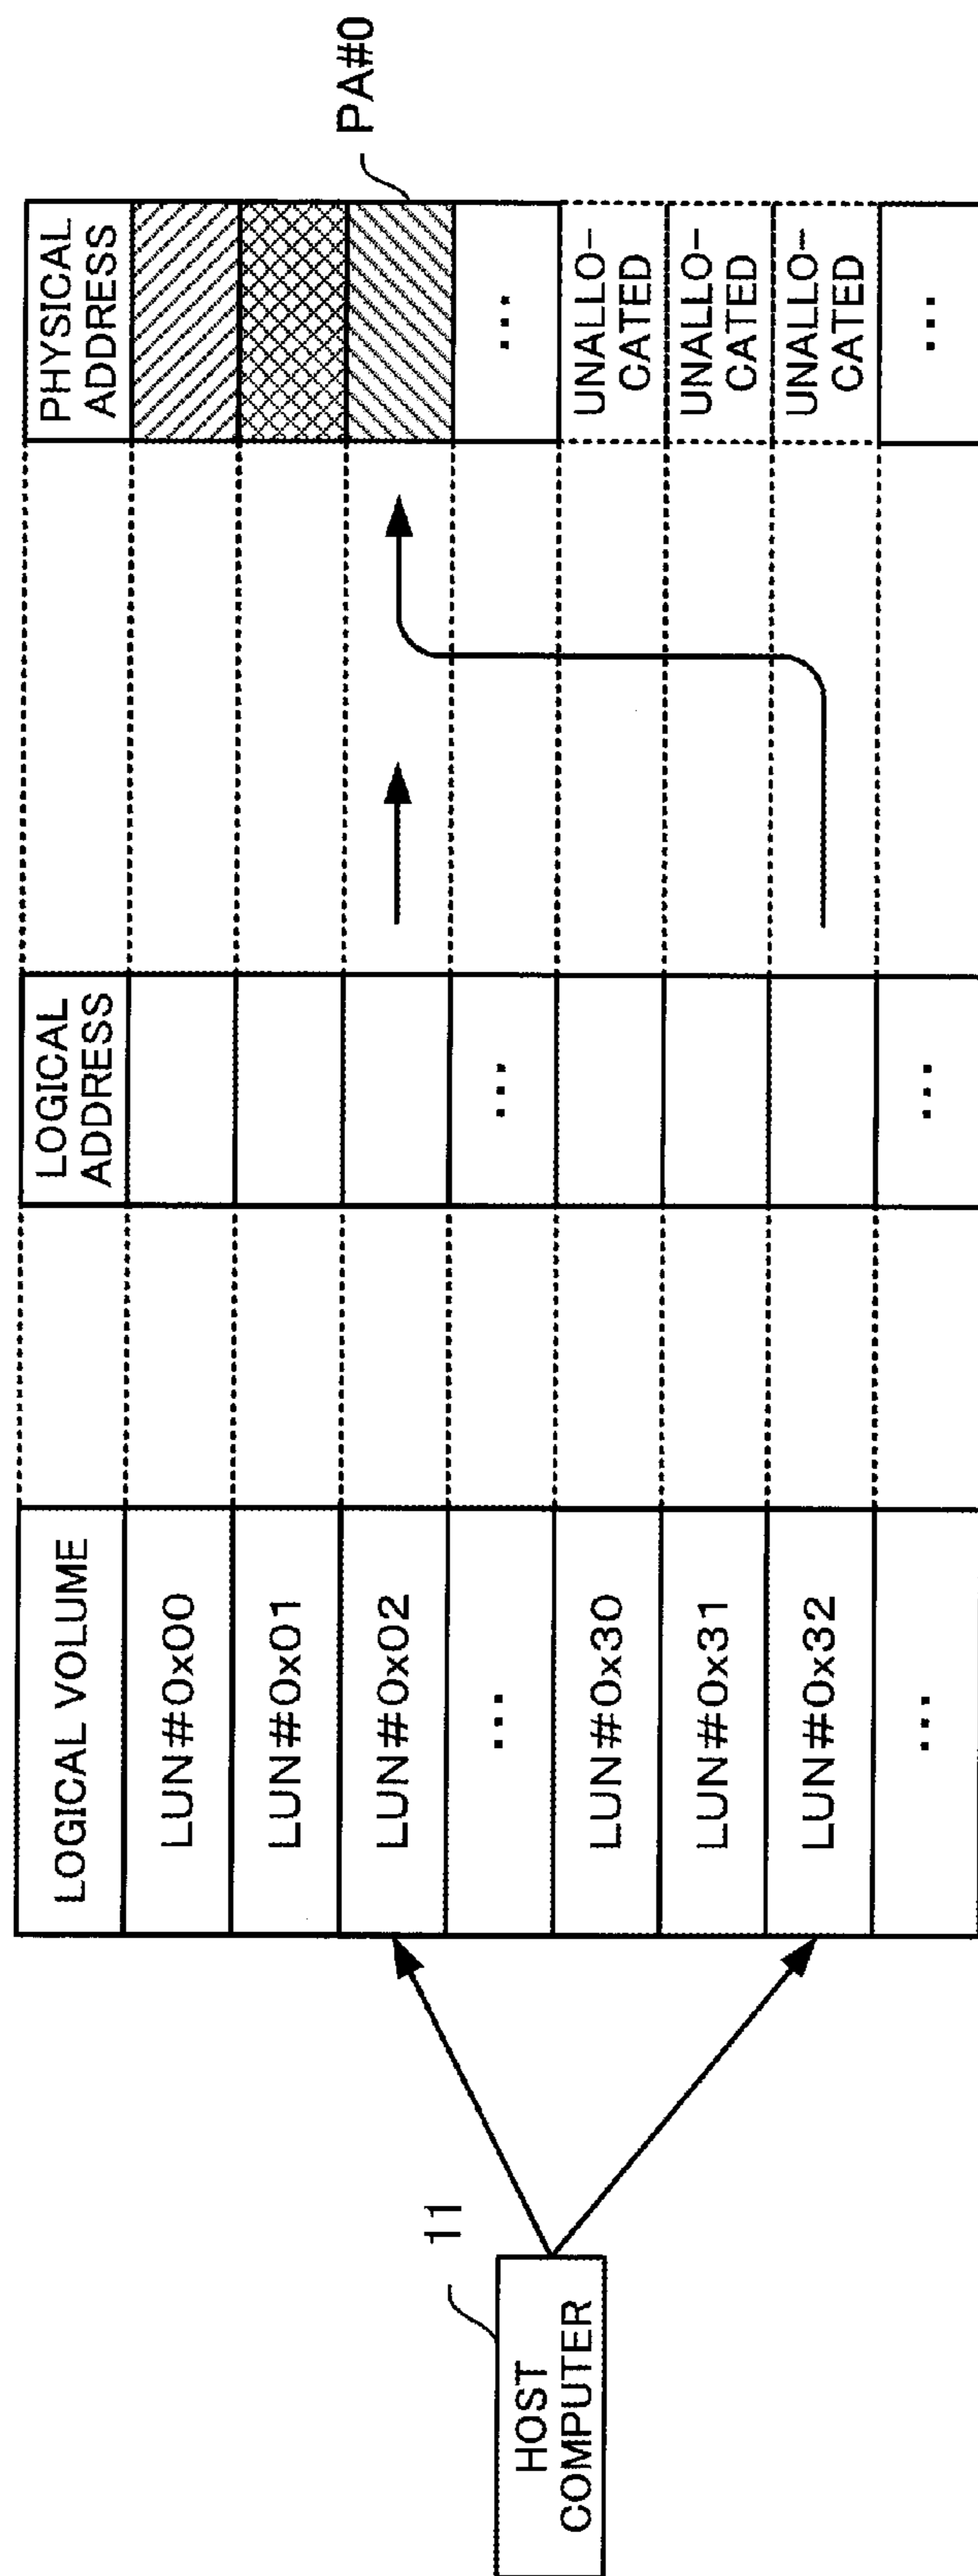 HOST
COMPUTER
11
LOGICAL VOLUME
LUN#0x00
LUN#0x01
LUN#0x02
...
LUN#0x30
LUN#0x31
LUN#0x32
...
LOGICAL
ADDRESS
...
...
PHYSICAL
ADDRESS
...
UNALLO-
CATED
UNALLO-
CATED
UNALLO-
CATED
...
PA#0